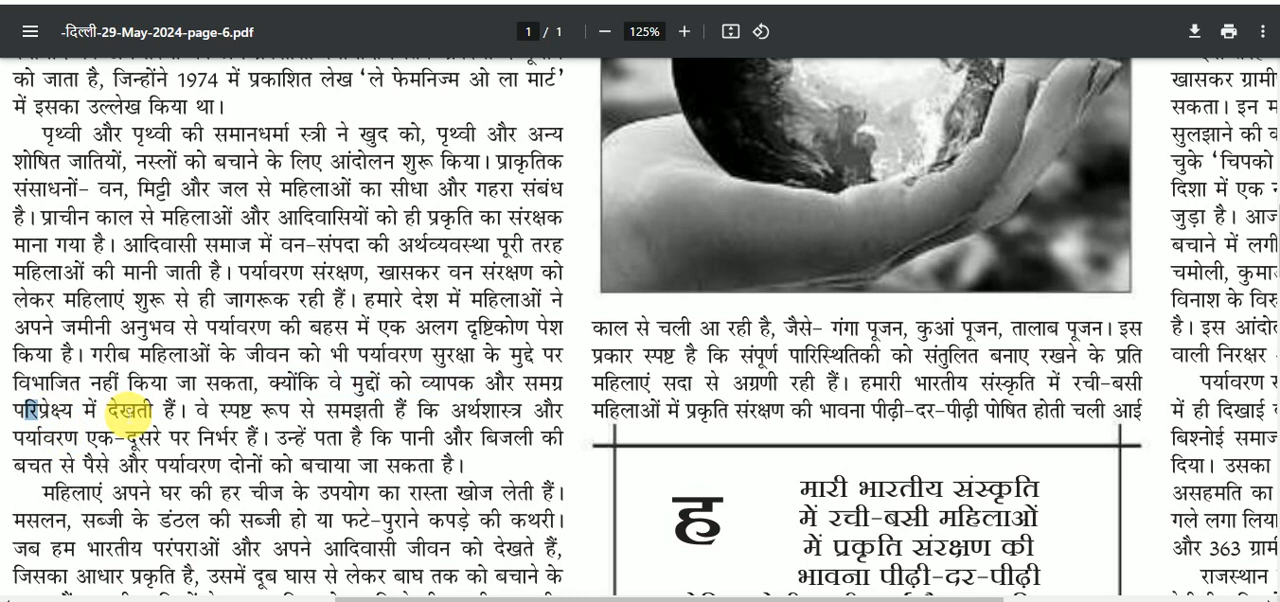 -दिल्ली-29-May-2024-page-6.pdf
1 / 1
125%
को जाता है, जिन्होंने 1974 में प्रकाशित लेख ‘ले फेमनिज्म ओ ला मार्ट’
में इसका उल्लेख किया था।
पृथ्वी और पृथ्वी की समानधर्मा स्त्री ने खुद को, पृथ्वी और अन्य
शोषित जातियों, नस्लों को बचाने के लिए आंदोलन शुरू किया। प्राकृतिक
संसाधनों- वन, मिट्टी और जल से महिलाओं का सीधा और गहरा संबंध
है। प्राचीन काल से महिलाओं और आदिवासियों को ही प्रकृति का संरक्षक
माना गया है। आदिवासी समाज में वन-संपदा की अर्थव्यवस्था पूरी तरह
महिलाओं की मानी जाती है। पर्यावरण संरक्षण, खासकर वन संरक्षण को
लेकर महिलाएं शुरू से ही जागरूक रही हैं। हमारे देश में महिलाओं ने
अपने जमीनी अनुभव से पर्यावरण की बहस में एक अलग दृष्टिकोण पेश
किया है। गरीब महिलाओं के जीवन को भी पर्यावरण सुरक्षा के मुद्दे पर
विभाजित नहीं किया जा सकता, क्योंकि वे मुद्दों को व्यापक और समग्र
परिप्रेक्ष्य में देखती हैं। वे स्पष्ट रूप से समझती हैं कि अर्थशास्त्र और
पर्यावरण एक-दूसरे पर निर्भर हैं। उन्हें पता है कि पानी और बिजली की
बचत से पैसे और पर्यावरण दोनों को बचाया जा सकता है।
महिलाएं अपने घर की हर चीज के उपयोग का रास्ता खोज लेती हैं।
मसलन, सब्जी के डंठल की सब्जी हो या फटे-पुराने कपड़े की कथरी।
जब हम भारतीय परंपराओं और अपने आदिवासी जीवन को देखते हैं,
जिसका आधार प्रकृति है, उसमें दूब घास से लेकर बाघ तक को बचाने के
काल से चली आ रही है, जैसे- गंगा पूजन, कुआं पूजन, तालाब पूजन। इस
प्रकार स्पष्ट है कि संपूर्ण पारिस्थितिकी को संतुलित बनाए रखने के प्रति
महिलाएं सदा से अग्रणी रही हैं। हमारी भारतीय संस्कृति में रची-बसी
महिलाओं में प्रकृति संरक्षण की भावना पीढ़ी-दर-पीढ़ी पोषित होती चली आई
ह
मारी भारतीय संस्कृति
में रची-बसी महिलाओं
में प्रकृति संरक्षण की
भावना पीढ़ी-दर-पीढ़ी
खासकर ग्रामी
सकता। इन म
सुलझाने की व
चुके ‘चिपको
दिशा में एक
जुड़ा है। आज
बचाने में लगी
चमोली, कुमा
विनाश के विरु
है। इस आंदो
वाली निरक्षर
पर्यावरण
में ही दिखाई
बिश्नोई समाज
दिया। उसका
असहमति का
गले लगा लिया
और 363 ग्रामी
राजस्थान